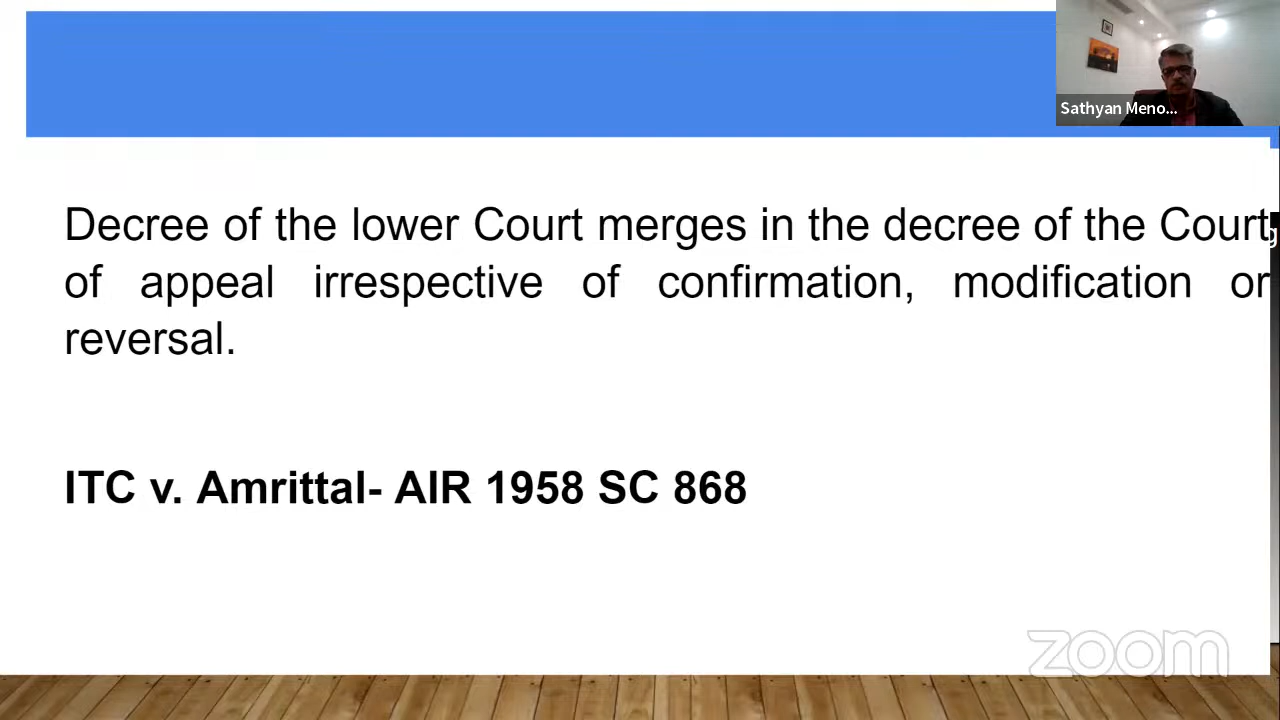 Sathyan Meno...
Decree of the lower Court merges in the decree of the Court
of appeal irrespective of confirmation, modification or
reversal.
ITC v. Amrittal- AIR 1958 SC 868
zoom